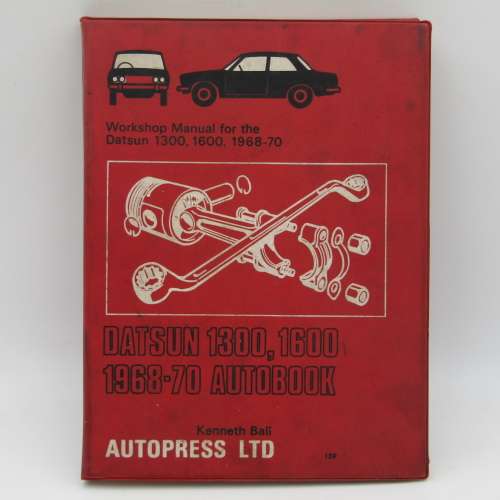 Workshop Manual for the
Datsun 1300, 1600, 1968-70
DATSUN 1300, 1600
1968-70 AUTOBOOK
Kenneth Ball
AUTOPRESS LTD